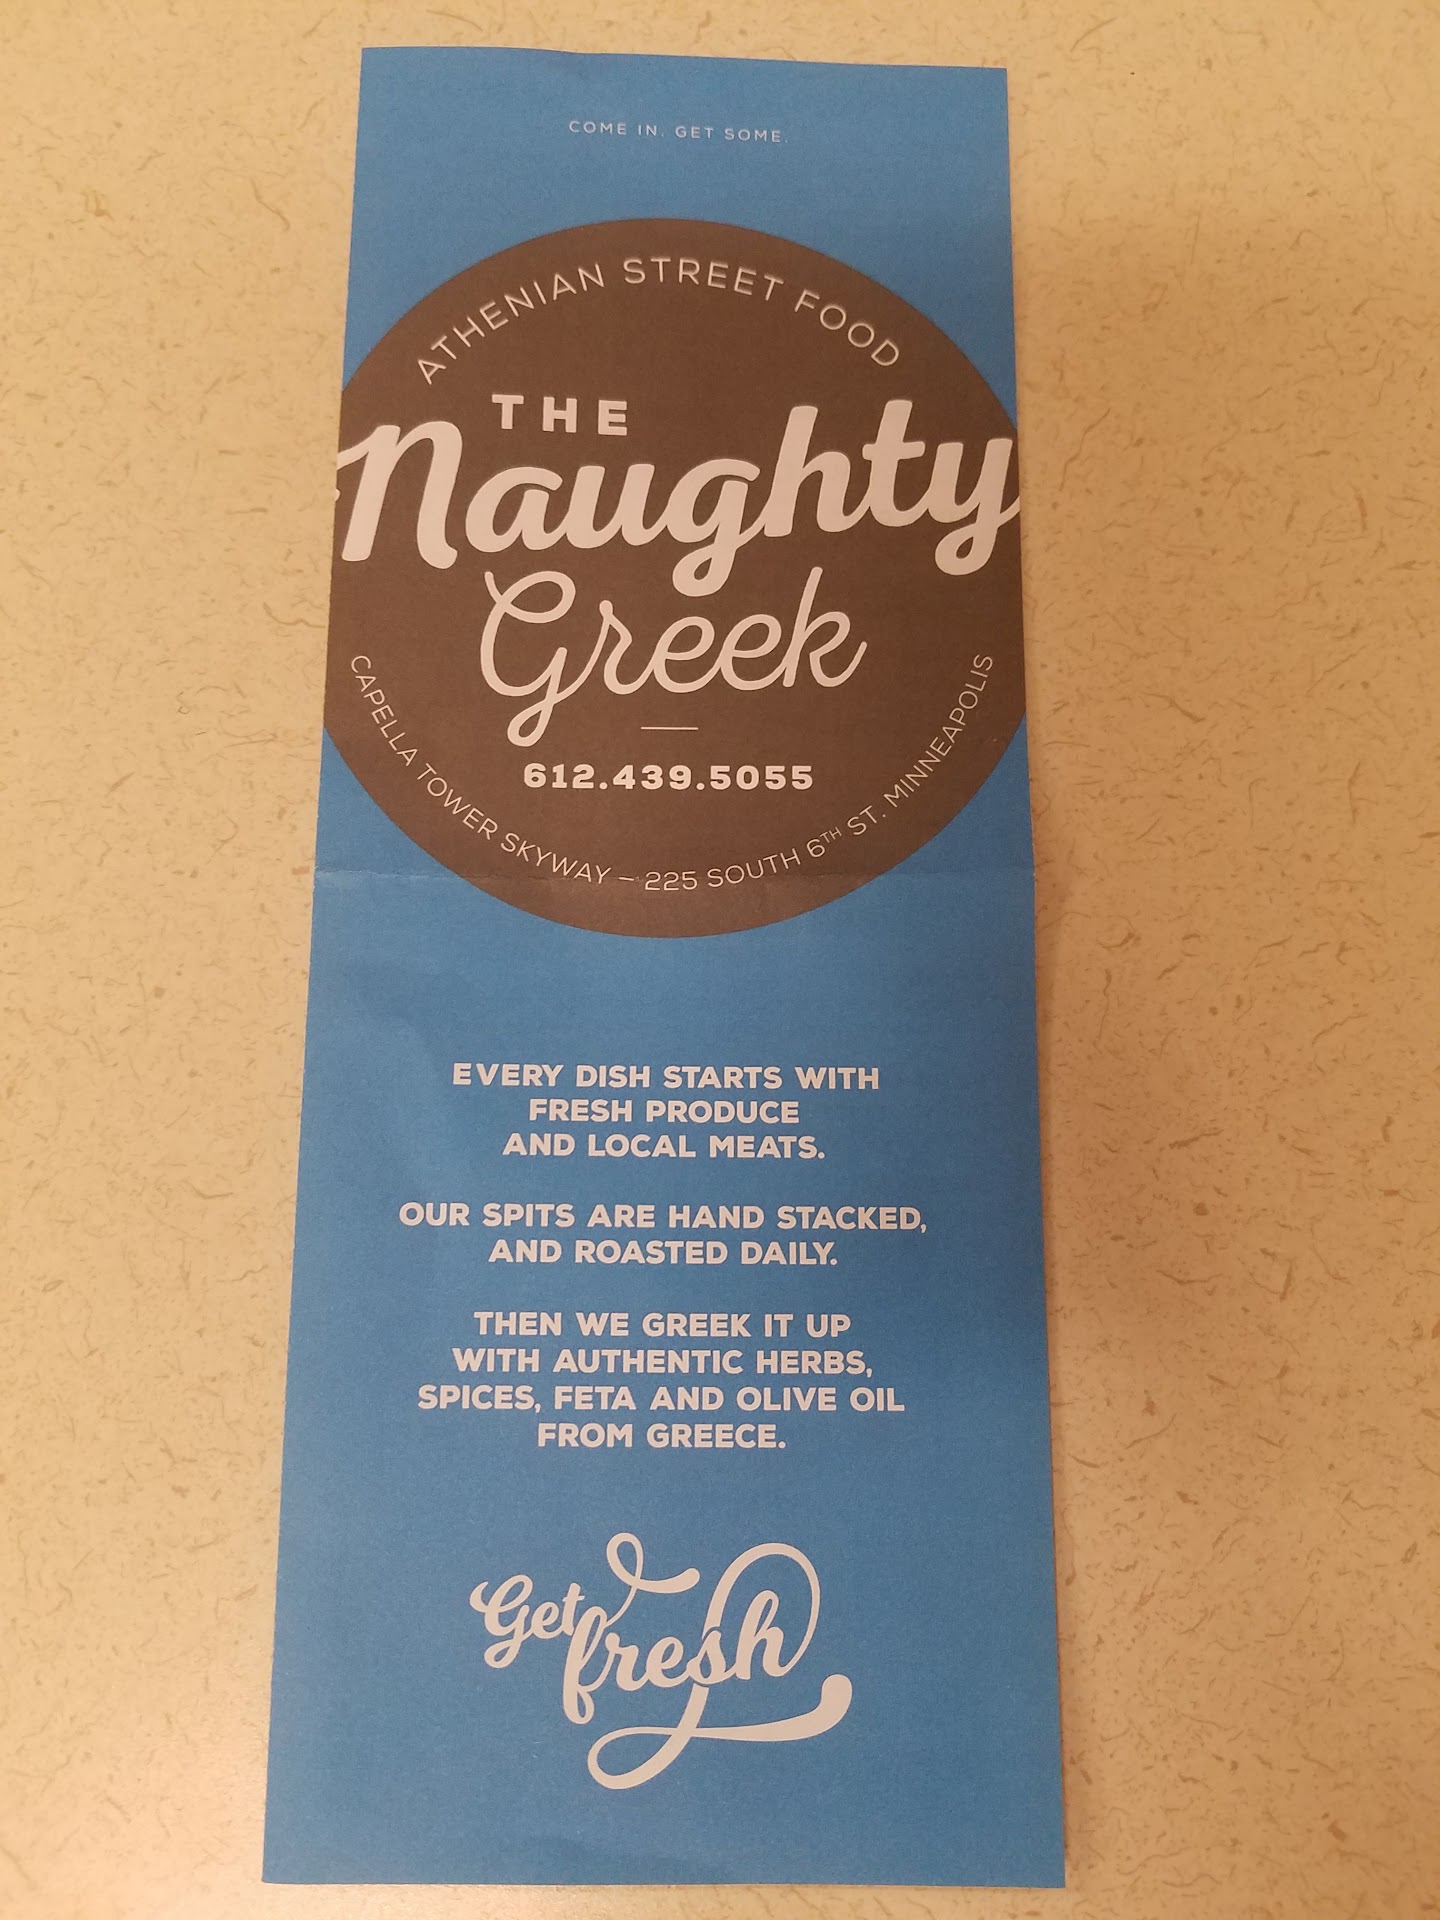 COME IN. GET SOME.
ATHENIAN STREET FOOD
THE
Naughty
Greek
612.439.5055
CAPELLA TOWER SKYWAY – 225 SOUTH 6TH ST. MINNEAPOLIS
EVERY DISH STARTS WITH
FRESH PRODUCE
AND LOCAL MEATS.
OUR SPITS ARE HAND STACKED,
AND ROASTED DAILY.
THEN WE GREEK IT UP
WITH AUTHENTIC HERBS,
SPICES, FETA AND OLIVE OIL
FROM GREECE.
Get
fresh